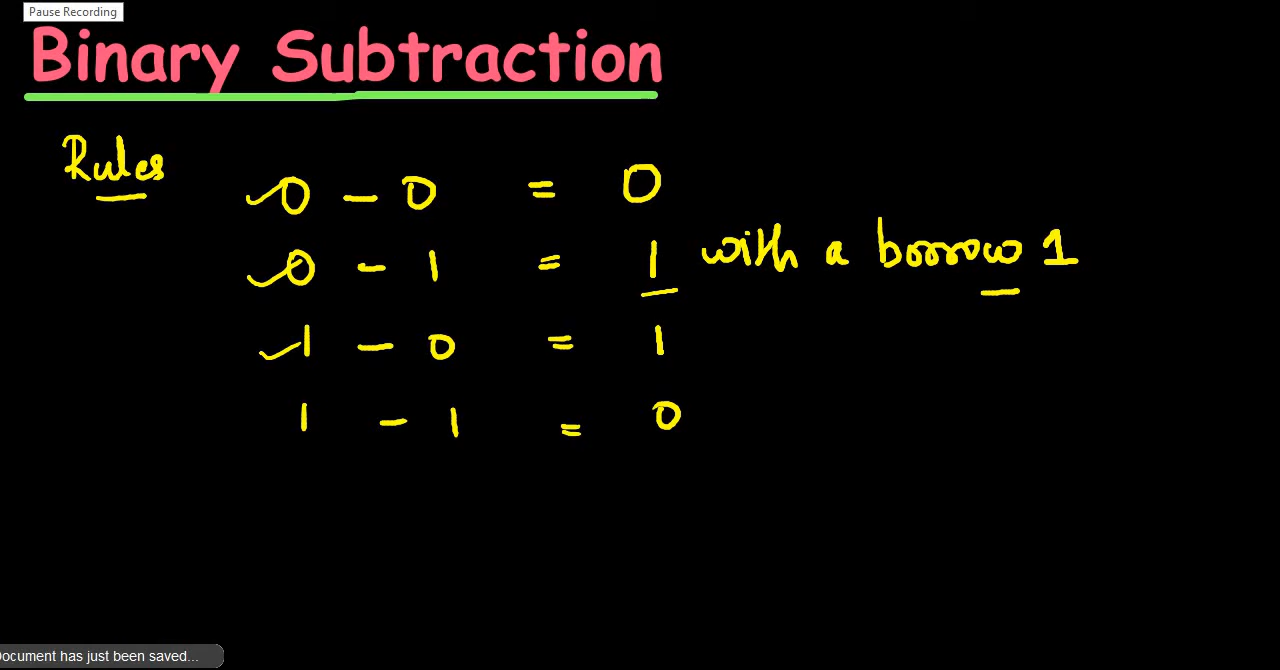 Pause Recording
Binary Subtraction
Rules
0 - 0 = 0
0 - 1 = 1 with a borrow 1
1 - 0 = 1
1 - 1 = 0
Document has just been saved...